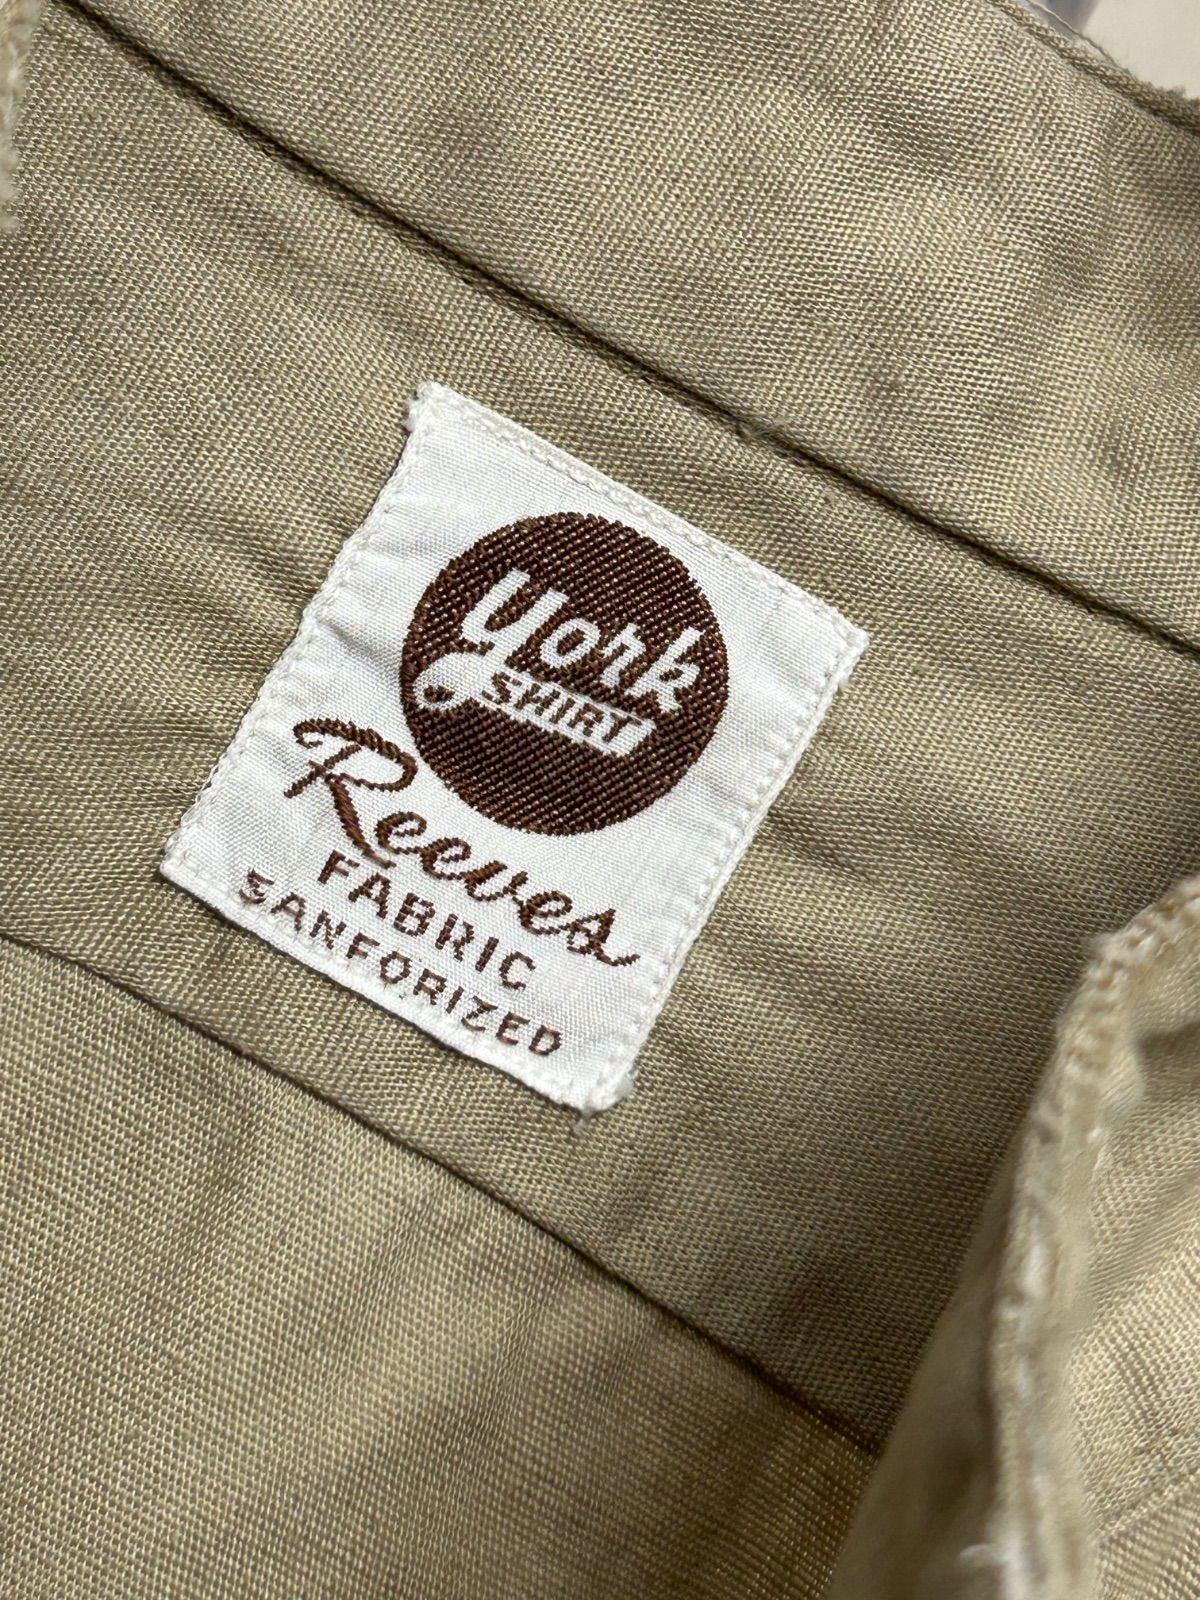 York
SHIRT
Reeves
FABRIC
SANFORIZED